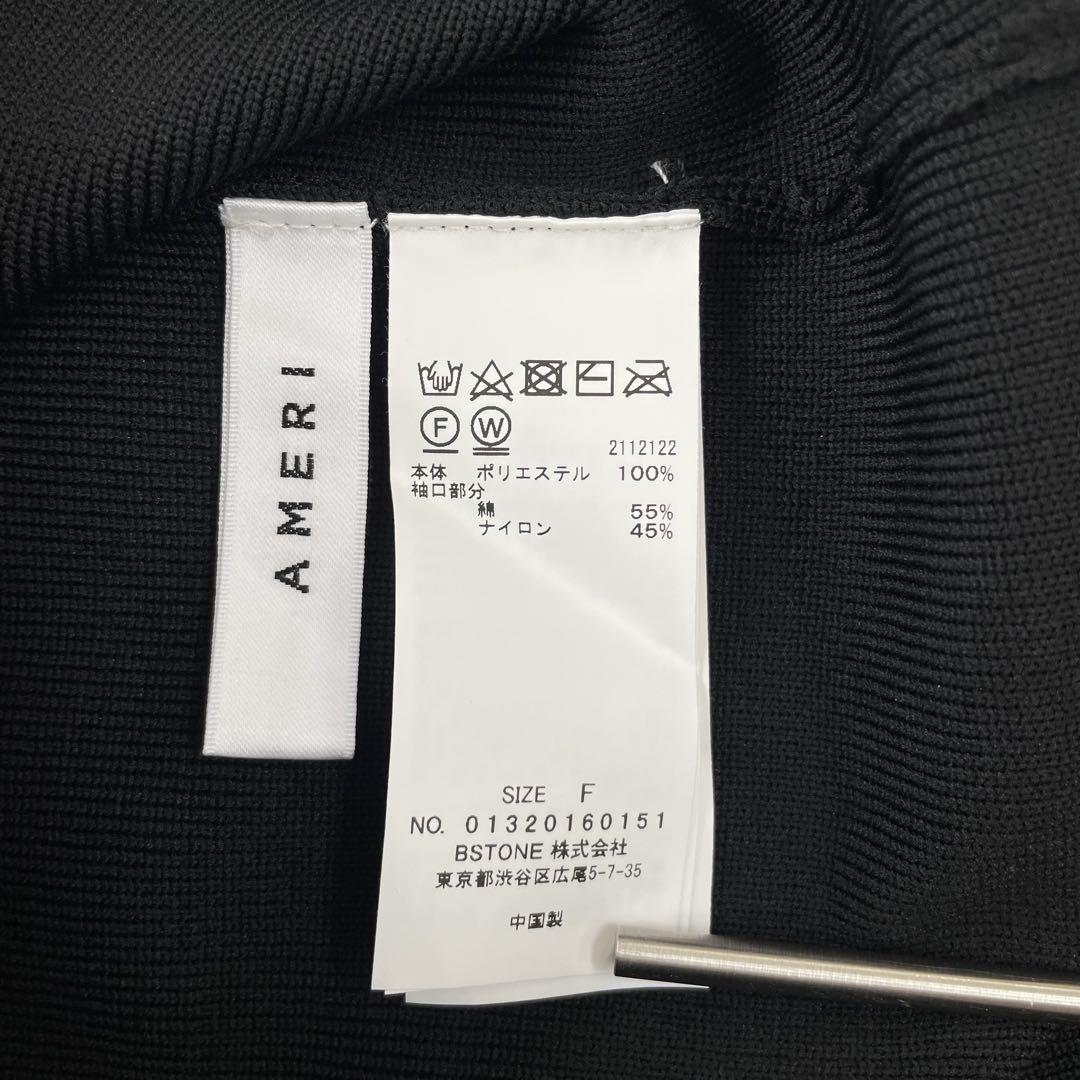 AMERI
F W
2112122
本体 ポリエステル 100%
袖口部分
綿 55%
ナイロン 45%
SIZE F
NO. 01320160151
BSTONE 株式会社
東京都渋谷区広尾5-7-35
中国製